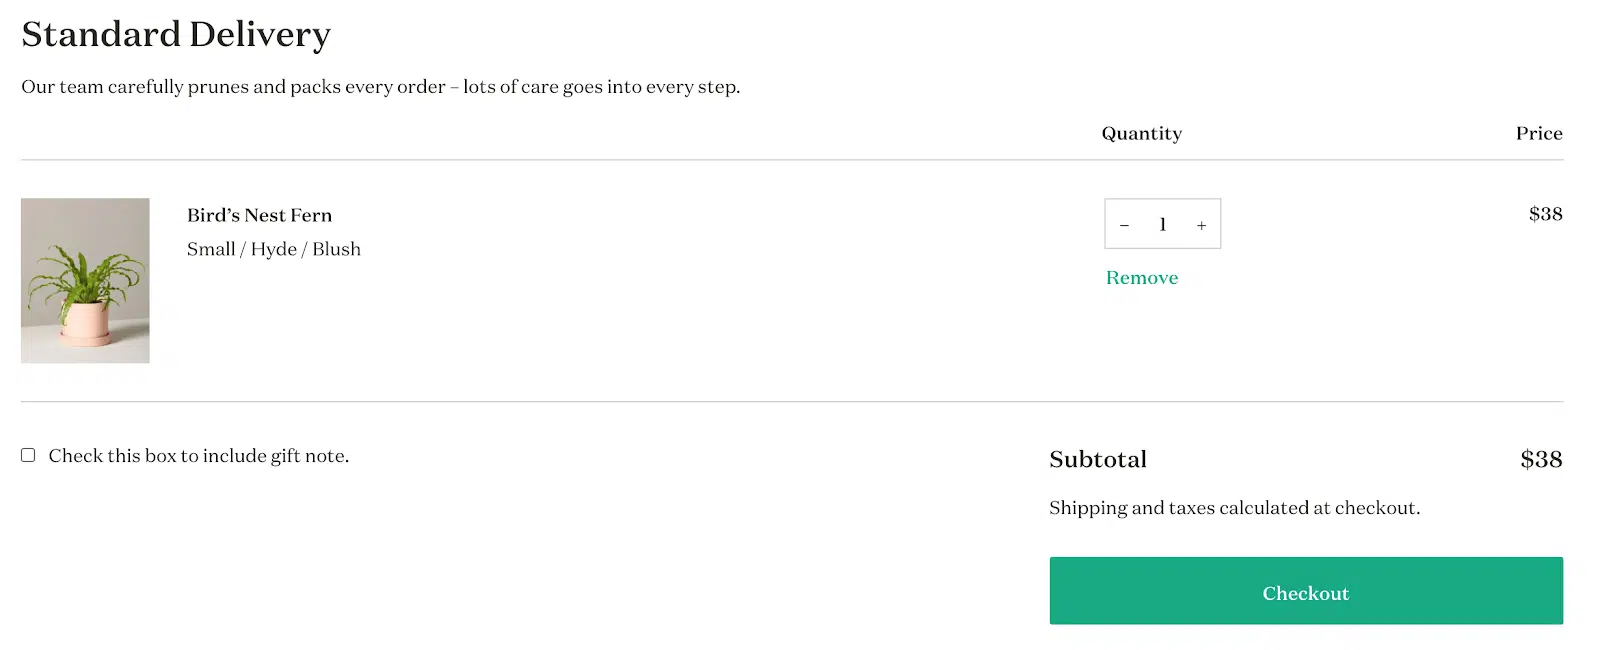 Standard Delivery
Our team carefully prunes and packs every order – lots of care goes into every step.
Quantity Price
Bird’s Nest Fern $38
Small / Hyde / Blush
– 1 +
Remove
Check this box to include gift note.
Subtotal $38
Shipping and taxes calculated at checkout.
Checkout